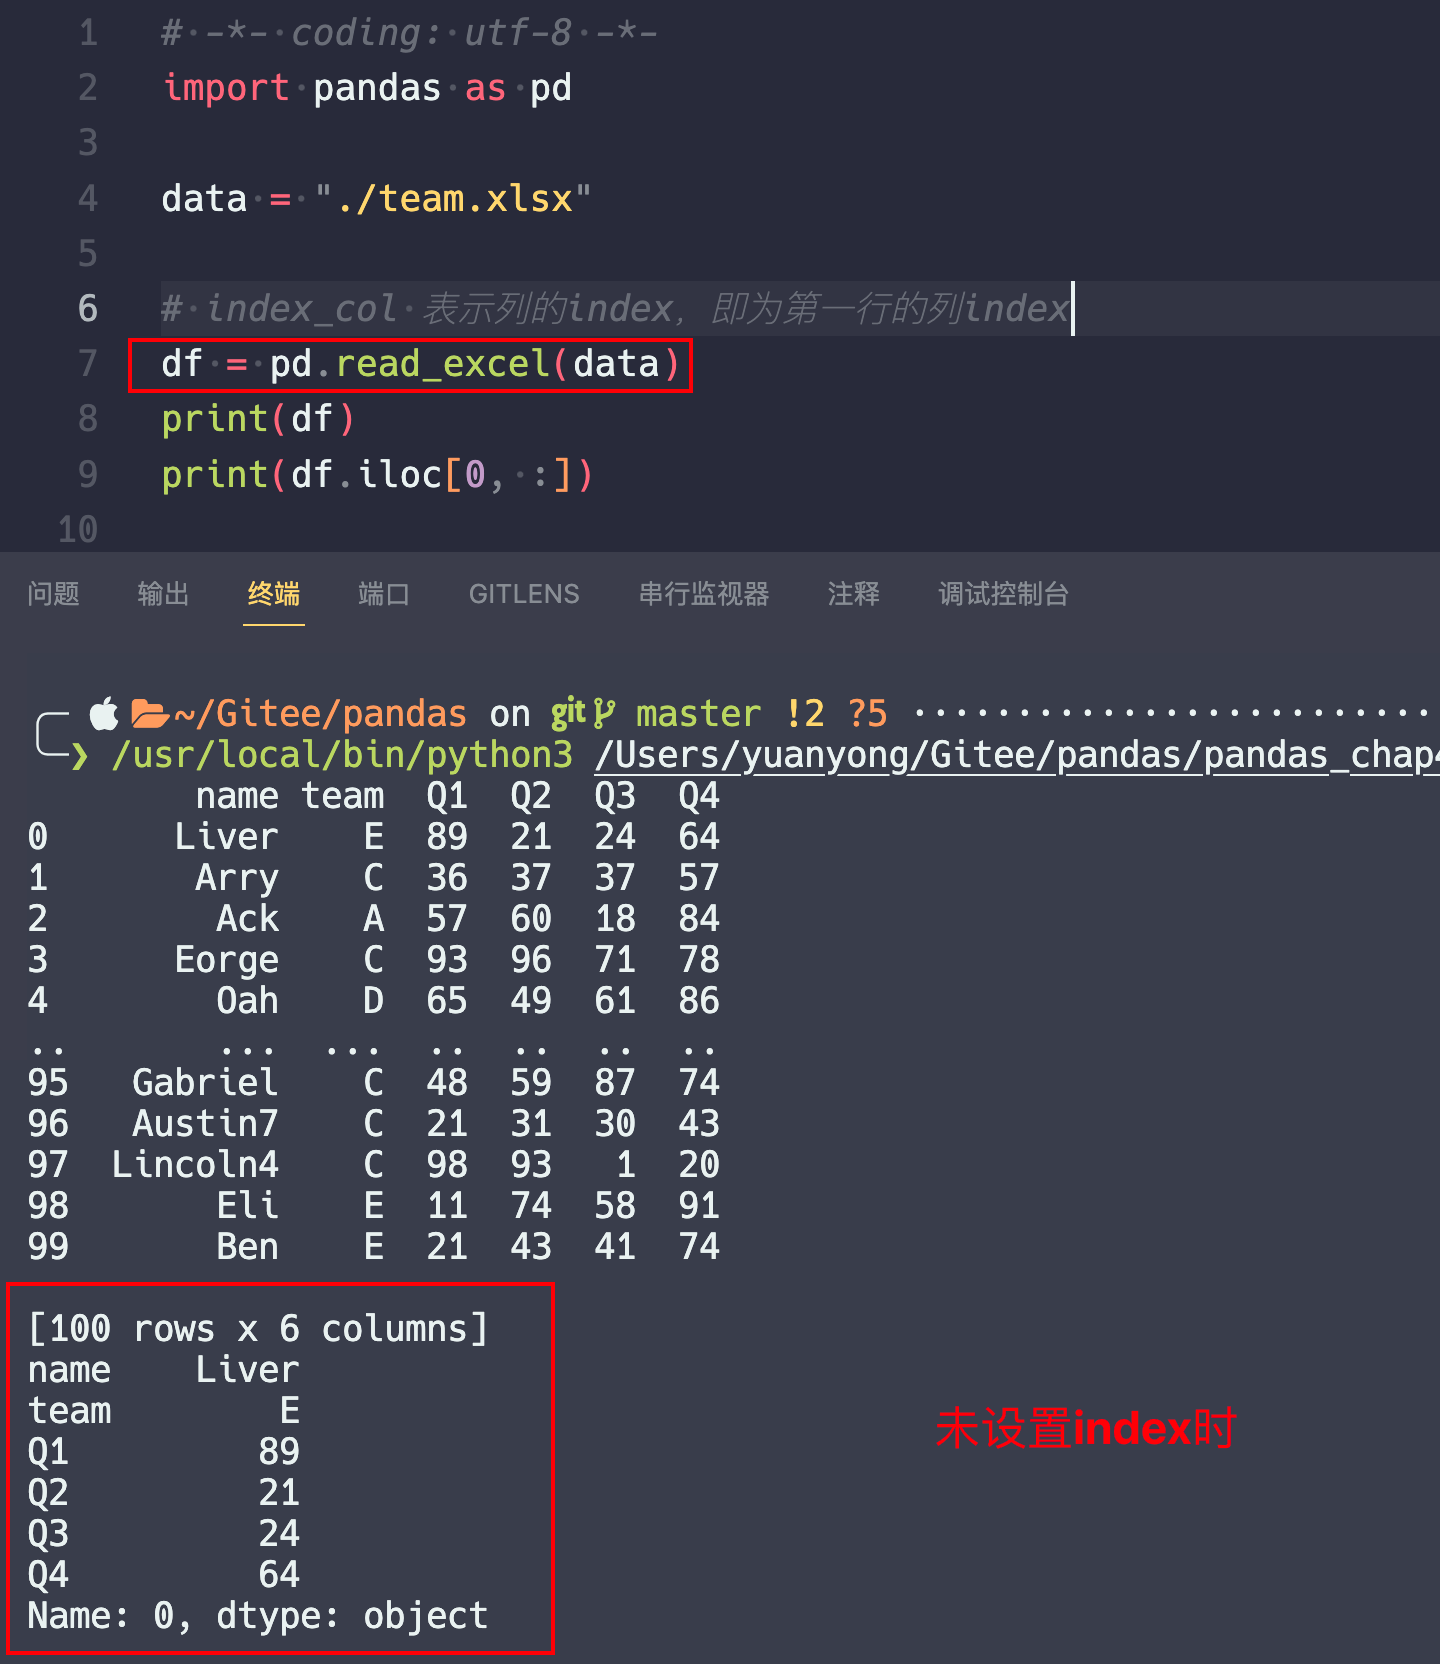 1 # -*- coding: utf-8 -*-
2 import pandas as pd
3
4 data = "./team.xlsx"
5
6 # index_col 表示列的index, 即为第一行的列index
7 df = pd.read_excel(data)
8 print(df)
9 print(df.iloc[0, :])
10
问题 输出 终端 端口 GITLENS 串行监视器 注释 调试控制台
~/Gitee/pandas on git master !2 ?5 ·························
❯ /usr/local/bin/python3 /Users/yuanyong/Gitee/pandas/pandas_chap4
name team Q1 Q2 Q3 Q4
0 Liver E 89 21 24 64
1 Arry C 36 37 37 57
2 Ack A 57 60 18 84
3 Eorge C 93 96 71 78
4 Oah D 65 49 61 86
.. ... ... .. .. .. ..
95 Gabriel C 48 59 87 74
96 Austin7 C 21 31 30 43
97 Lincoln4 C 98 93 1 20
98 Eli E 11 74 58 91
99 Ben E 21 43 41 74
[100 rows x 6 columns]
name Liver
team E
Q1 89
Q2 21
Q3 24
Q4 64
Name: 0, dtype: object
未设置index时